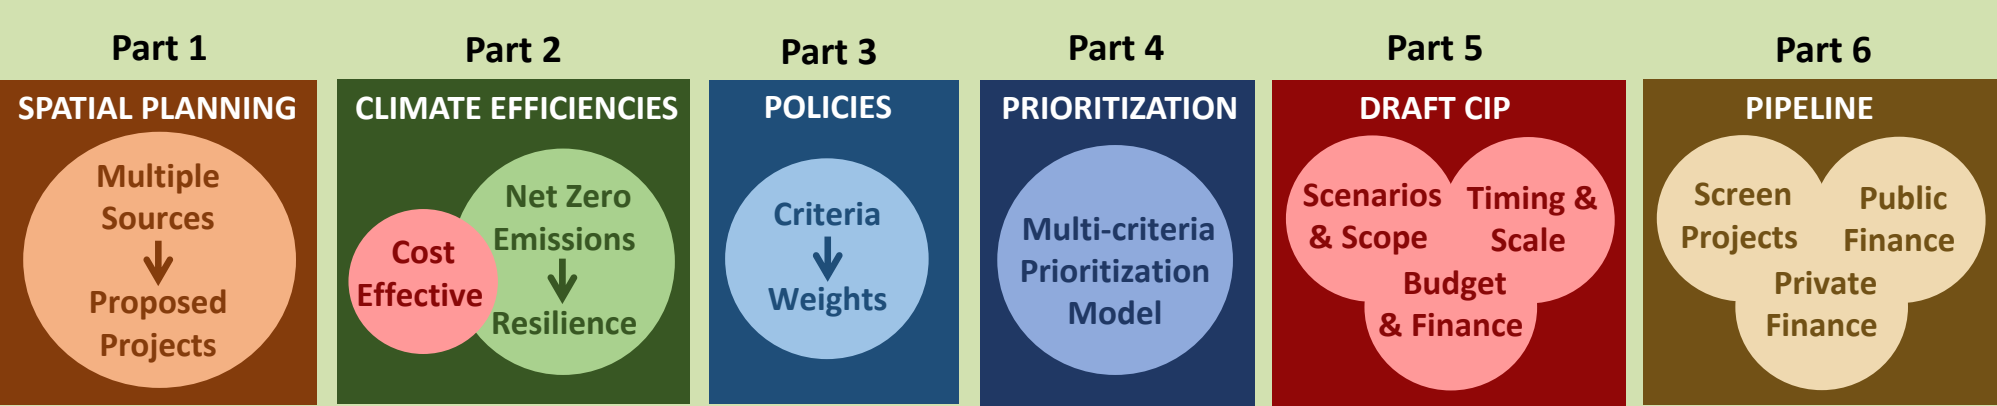 Part 1
SPATIAL PLANNING
Multiple
Sources
Proposed
Projects
Part 2
CLIMATE EFFICIENCIES
Cost
Effective
Net Zero
Emissions
Resilience
Part 3
POLICIES
Criteria
Weights
Part 4
PRIORITIZATION
Multi-criteria
Prioritization
Model
Part 5
DRAFT CIP
Scenarios
& Scope
Timing &
Scale
Budget
& Finance
Part 6
PIPELINE
Screen
Projects
Public
Finance
Private
Finance